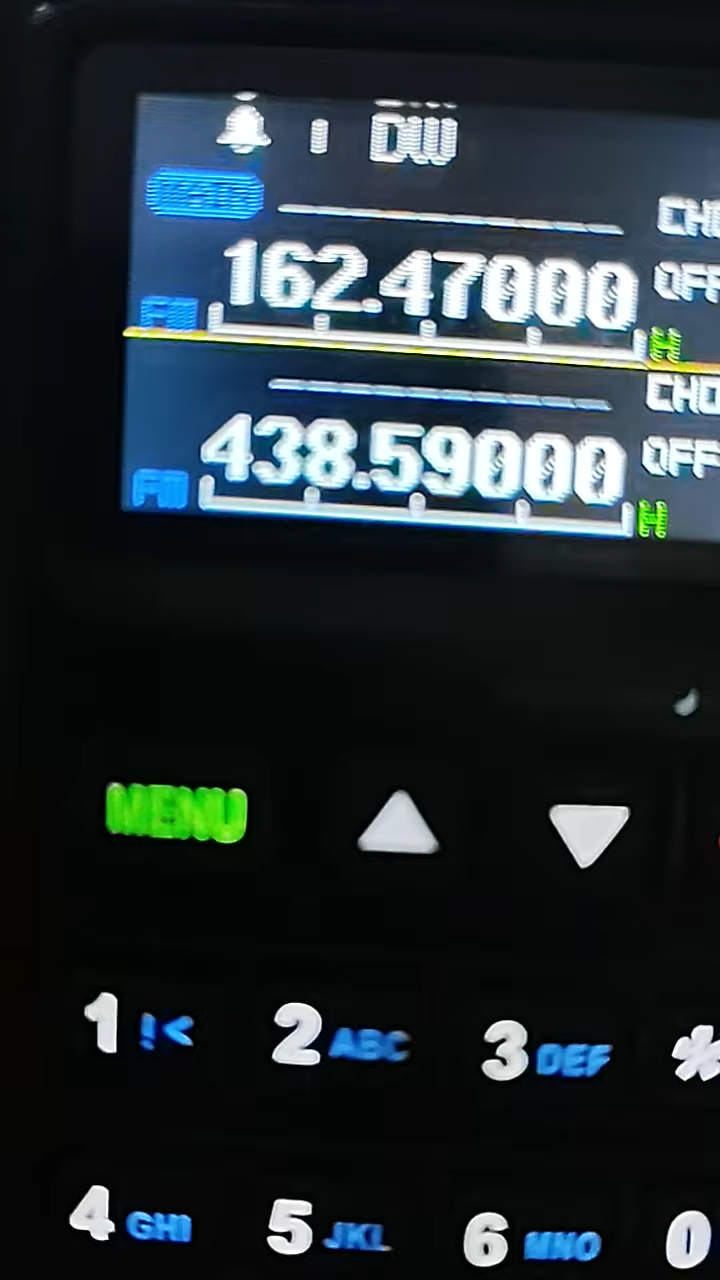 DW
CH
162.47000 OFF
FM H
CHO
438.59000 OFF
FM H
MENU
1 !< 2 ABC 3 DEF *
4 GHI 5 JKL 6 MNO 0